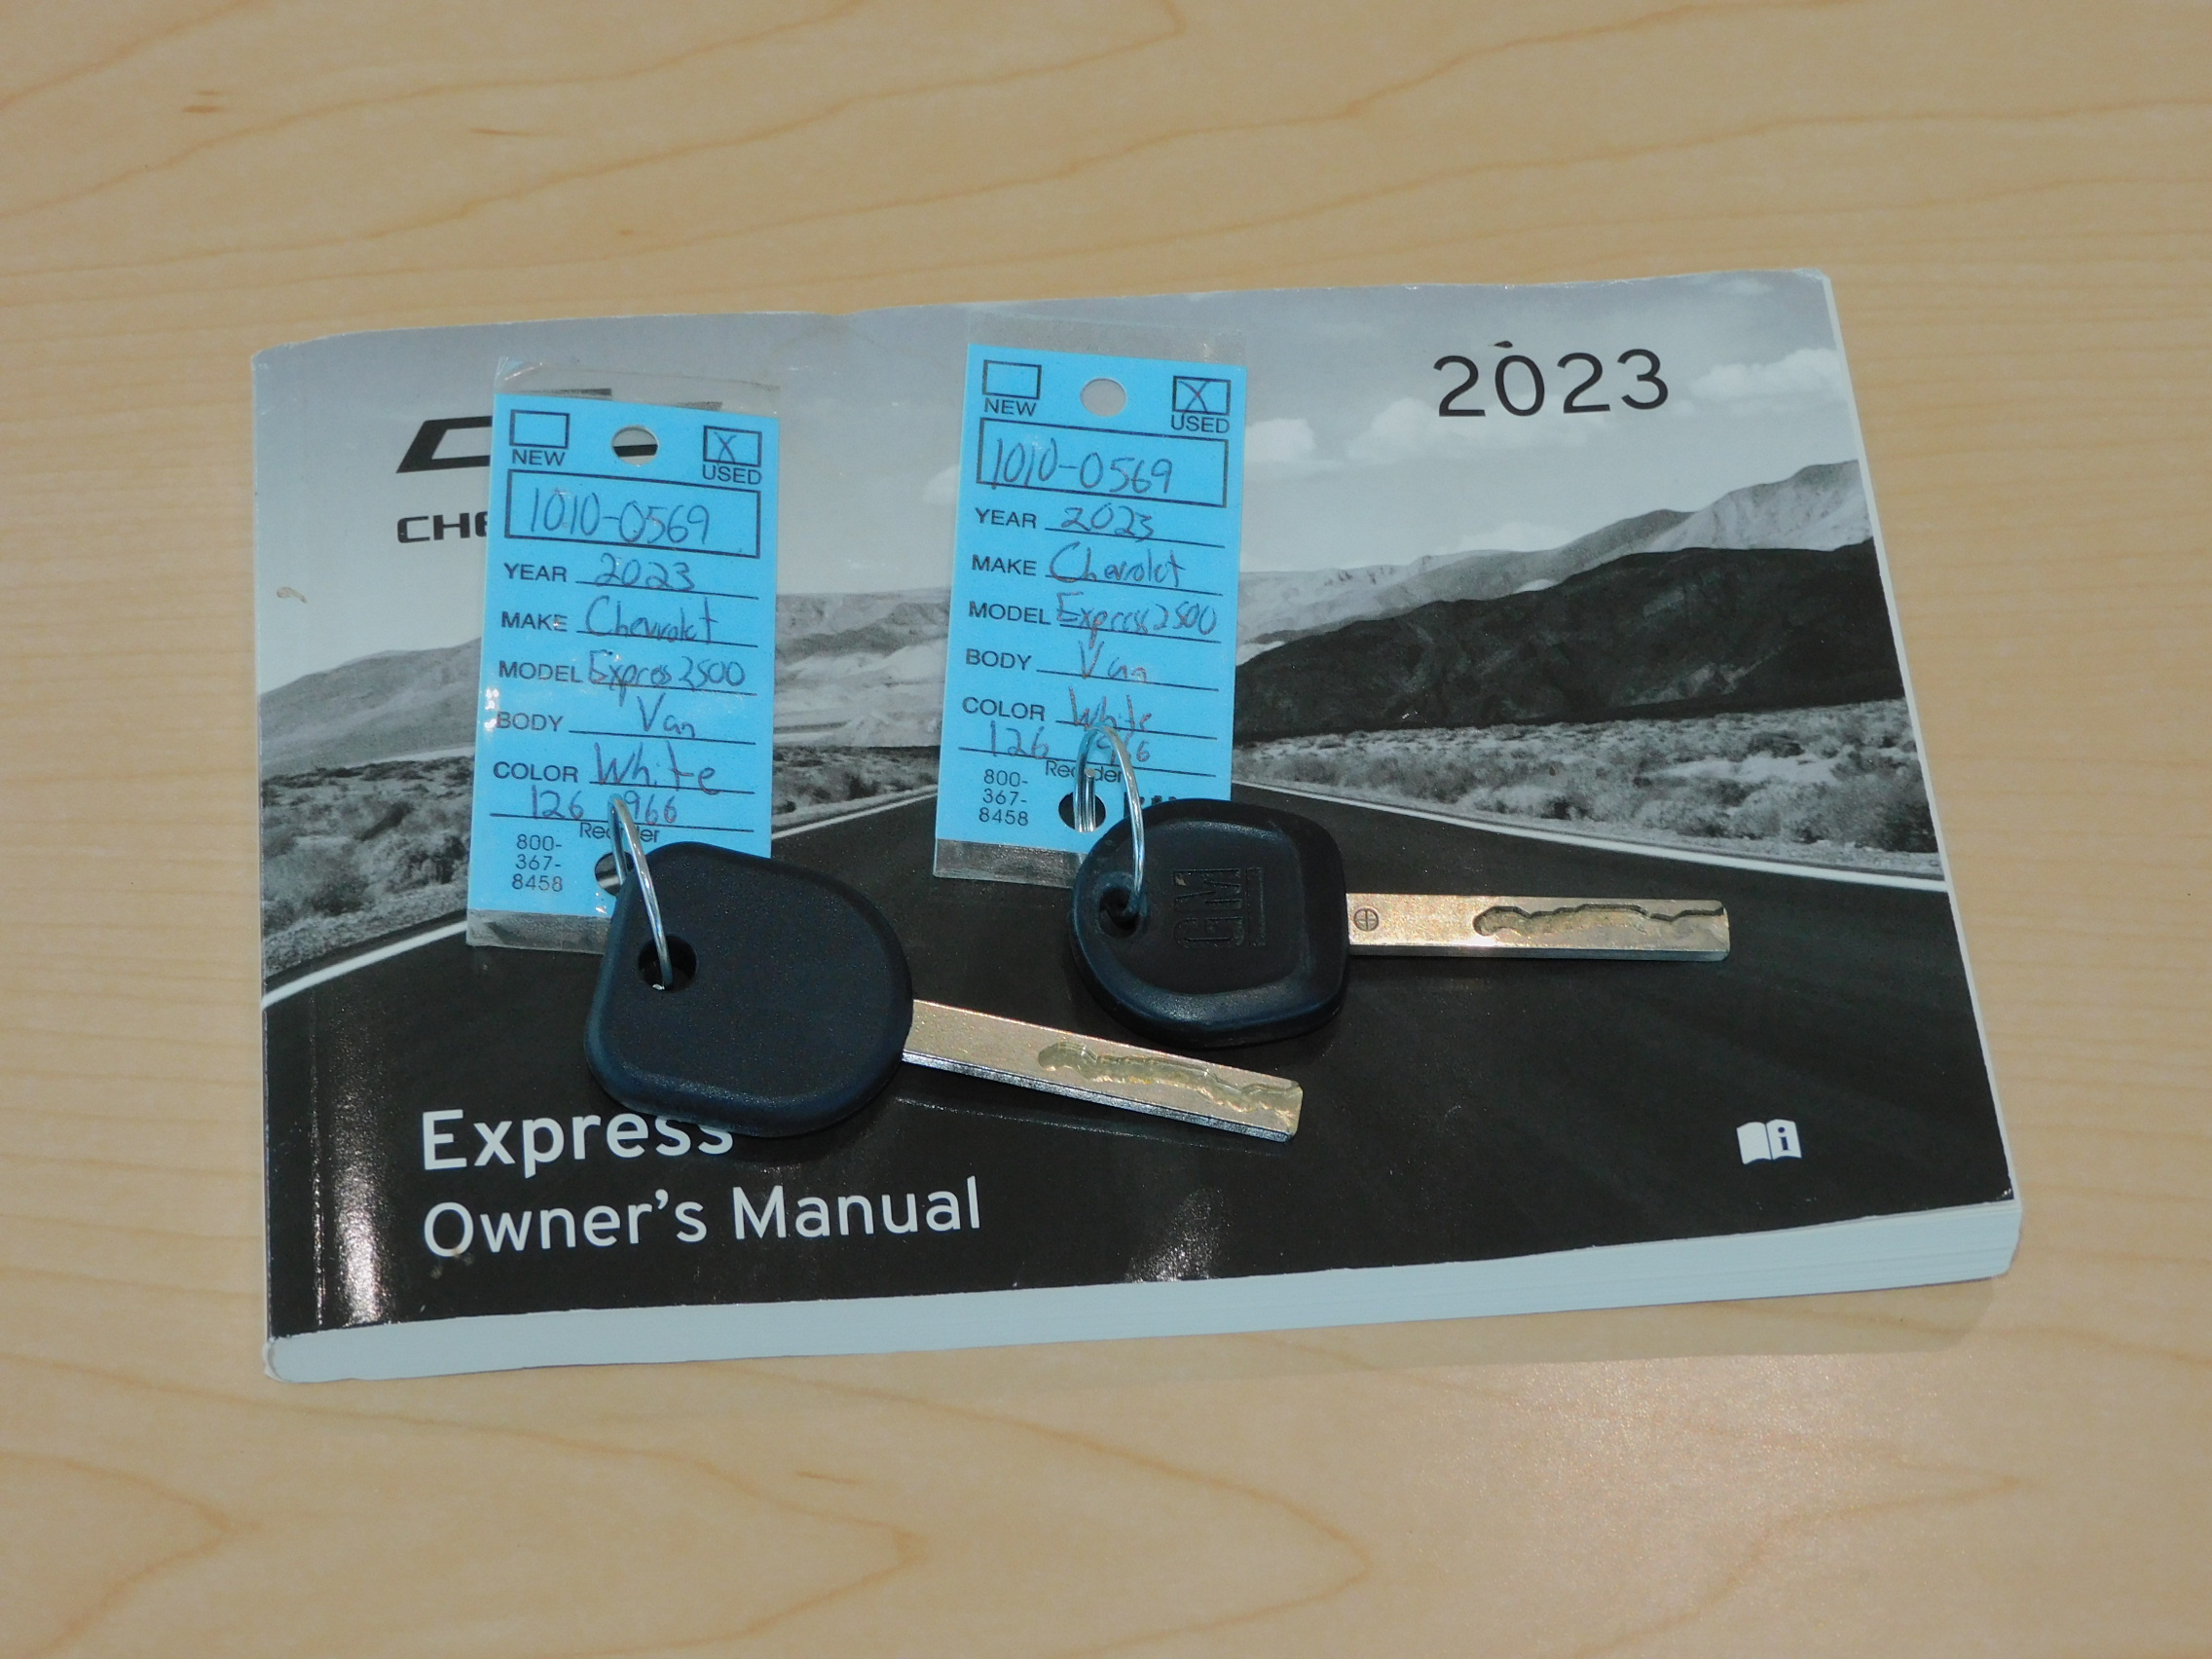 2023
CHE
NEW
USED
1010-0569
YEAR 2023
MAKE Chevrolet
MODEL Express 2500
BODY Van
COLOR White
126 966
Reorder
800-
367-
8458
NEW
USED
1010-0569
YEAR 2023
MAKE Chevrolet
MODEL Express 2500
BODY Van
COLOR White
126
800-
367-
8458
GM
Express
Owner's Manual